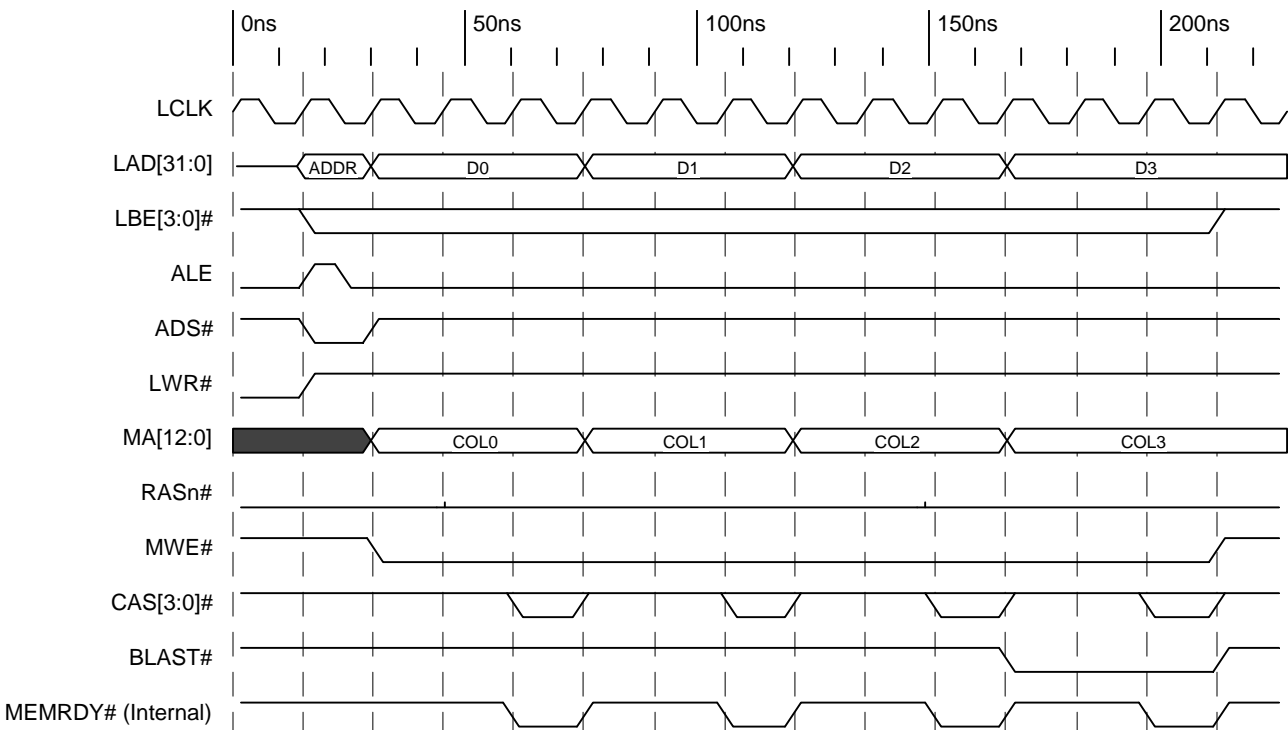 0ns 50ns 100ns 150ns 200ns
LCLK
LAD[31:0] ADDR D0 D1 D2 D3
LBE[3:0]#
ALE
ADS#
LWR#
MA[12:0] COL0 COL1 COL2 COL3
RASn#
MWE#
CAS[3:0]#
BLAST#
MEMRDY# (Internal)